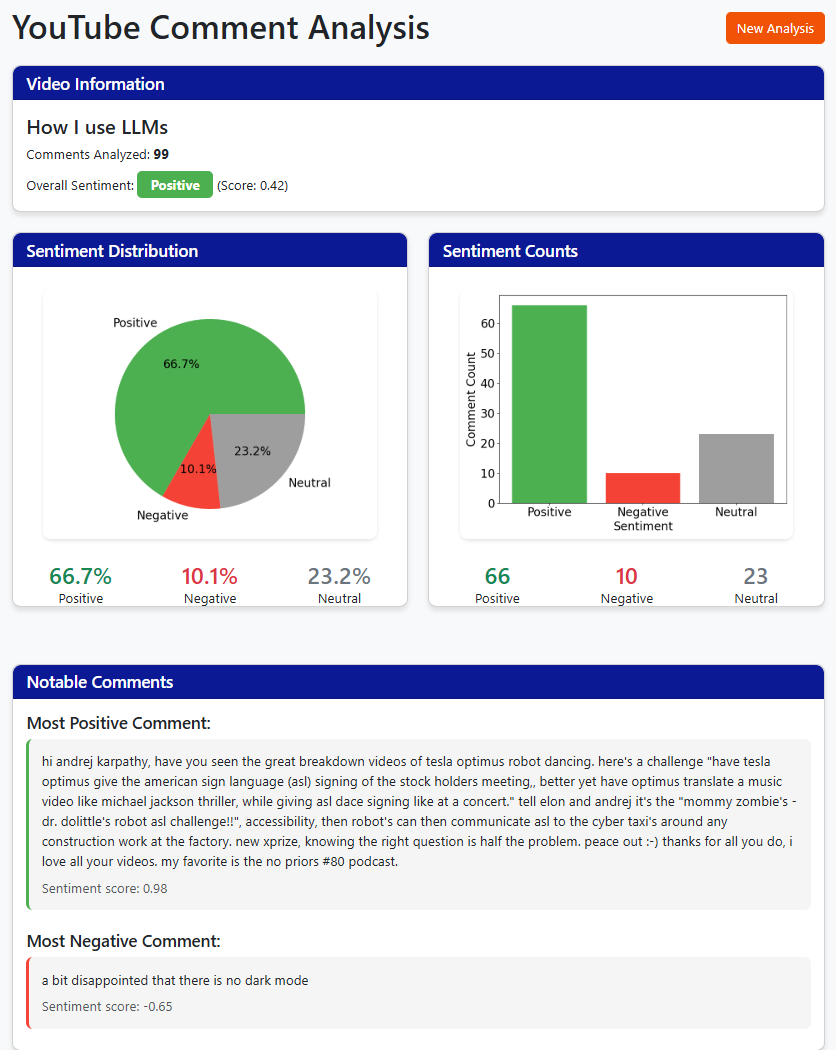 YouTube Comment Analysis
New Analysis
Video Information
How I use LLMs
Comments Analyzed: 99
Overall Sentiment: Positive (Score: 0.42)
Sentiment Distribution
Positive
66.7%
10.1%
23.2%
Neutral
Negative
66.7%
Positive
10.1%
Negative
23.2%
Neutral
Sentiment Counts
Comment Count
60
50
40
30
20
10
0
Positive
Negative
Neutral
Sentiment
66
Positive
10
Negative
23
Neutral
Notable Comments
Most Positive Comment:
hi andrej karpathy, have you seen the great breakdown videos of tesla optimus robot dancing. here's a challenge "have tesla
optimus give the american sign language (asl) signing of the stock holders meeting,, better yet have optimus translate a music
video like michael jackson thriller, while giving asl dace signing like at a concert." tell elon and andrej it's the "mommy zombie's -
dr. dolittle's robot asl challenge!!", accessibility, then robot's can then communicate asl to the cyber taxi's around any
construction work at the factory. new xprize, knowing the right question is half the problem. peace out :-) thanks for all you do, i
love all your videos. my favorite is the no priors #80 podcast.
Sentiment score: 0.98
Most Negative Comment:
a bit disappointed that there is no dark mode
Sentiment score: -0.65